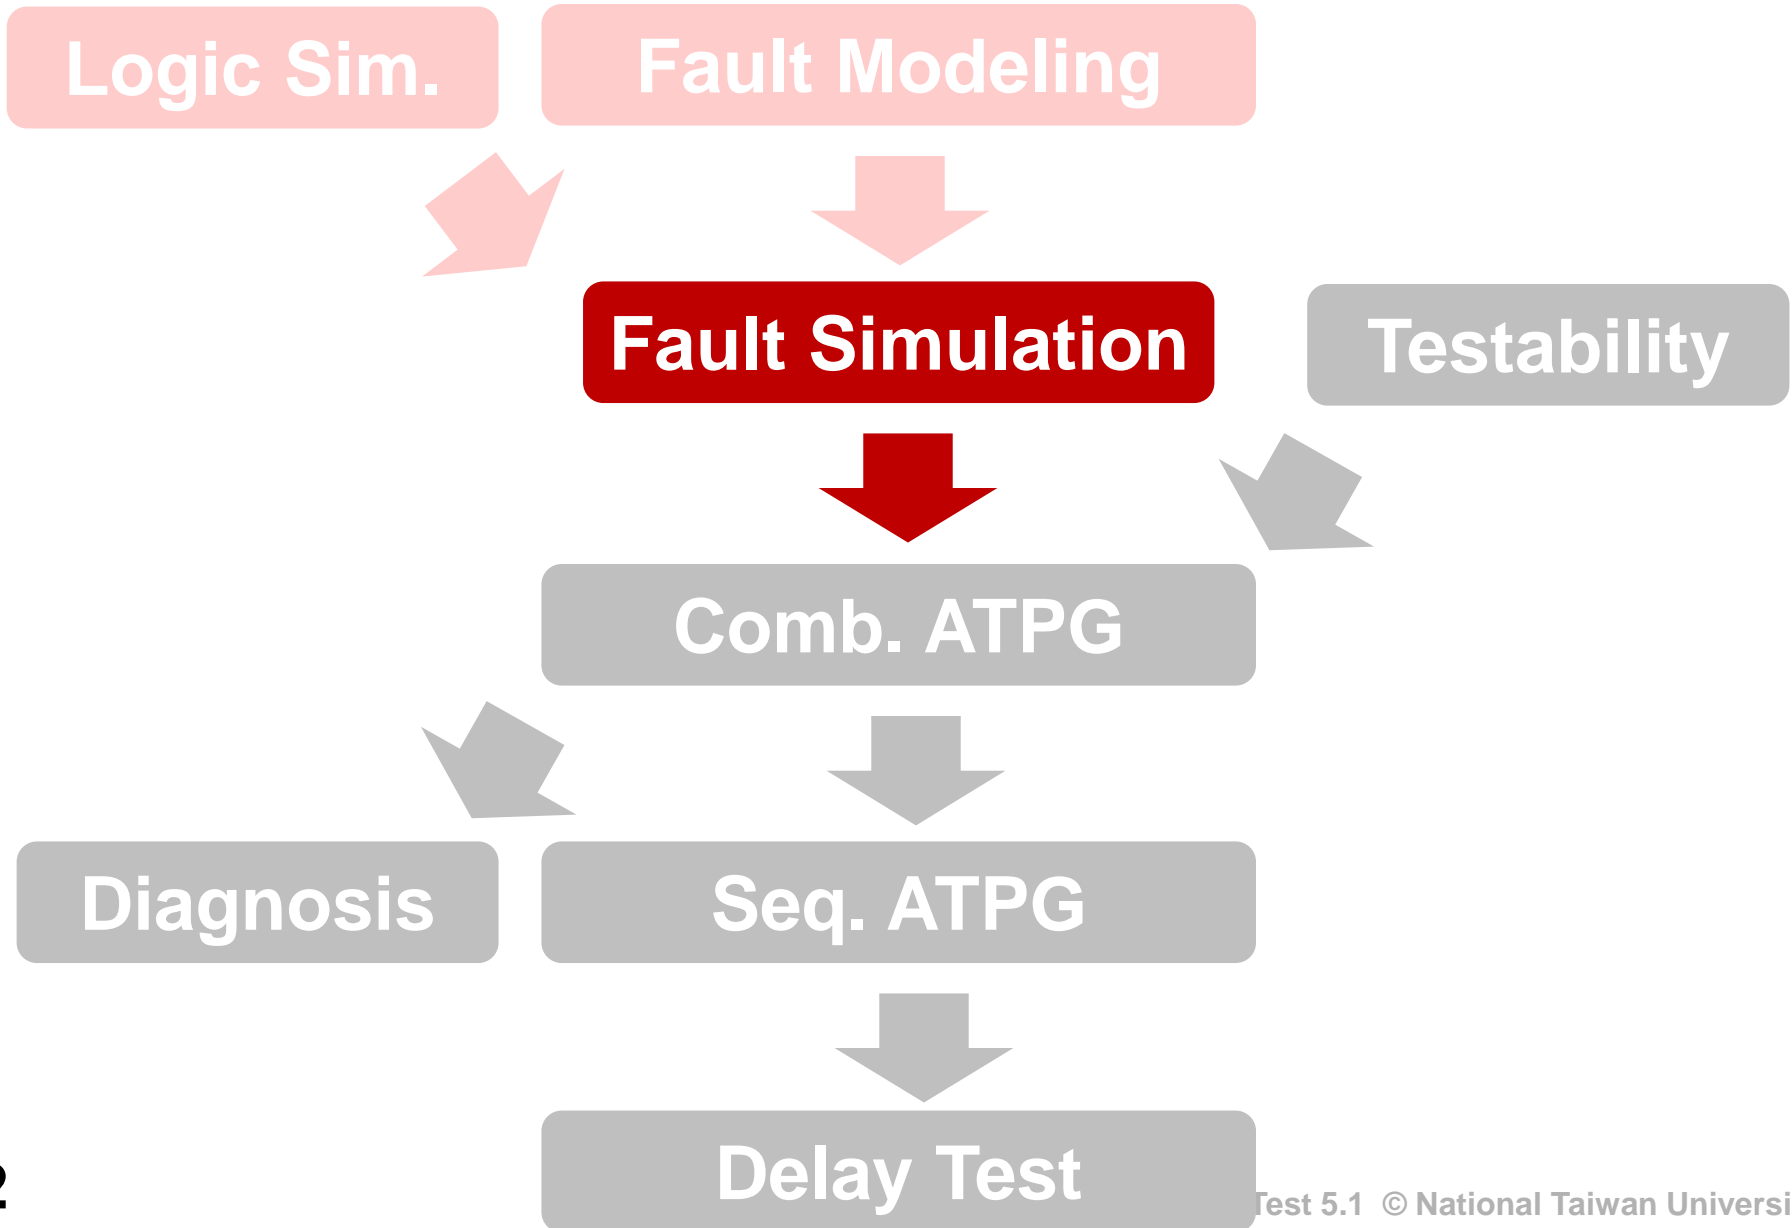 Logic Sim.
Fault Modeling
Fault Simulation
Testability
Comb. ATPG
Diagnosis
Seq. ATPG
Delay Test
Test 5.1 © National Taiwan